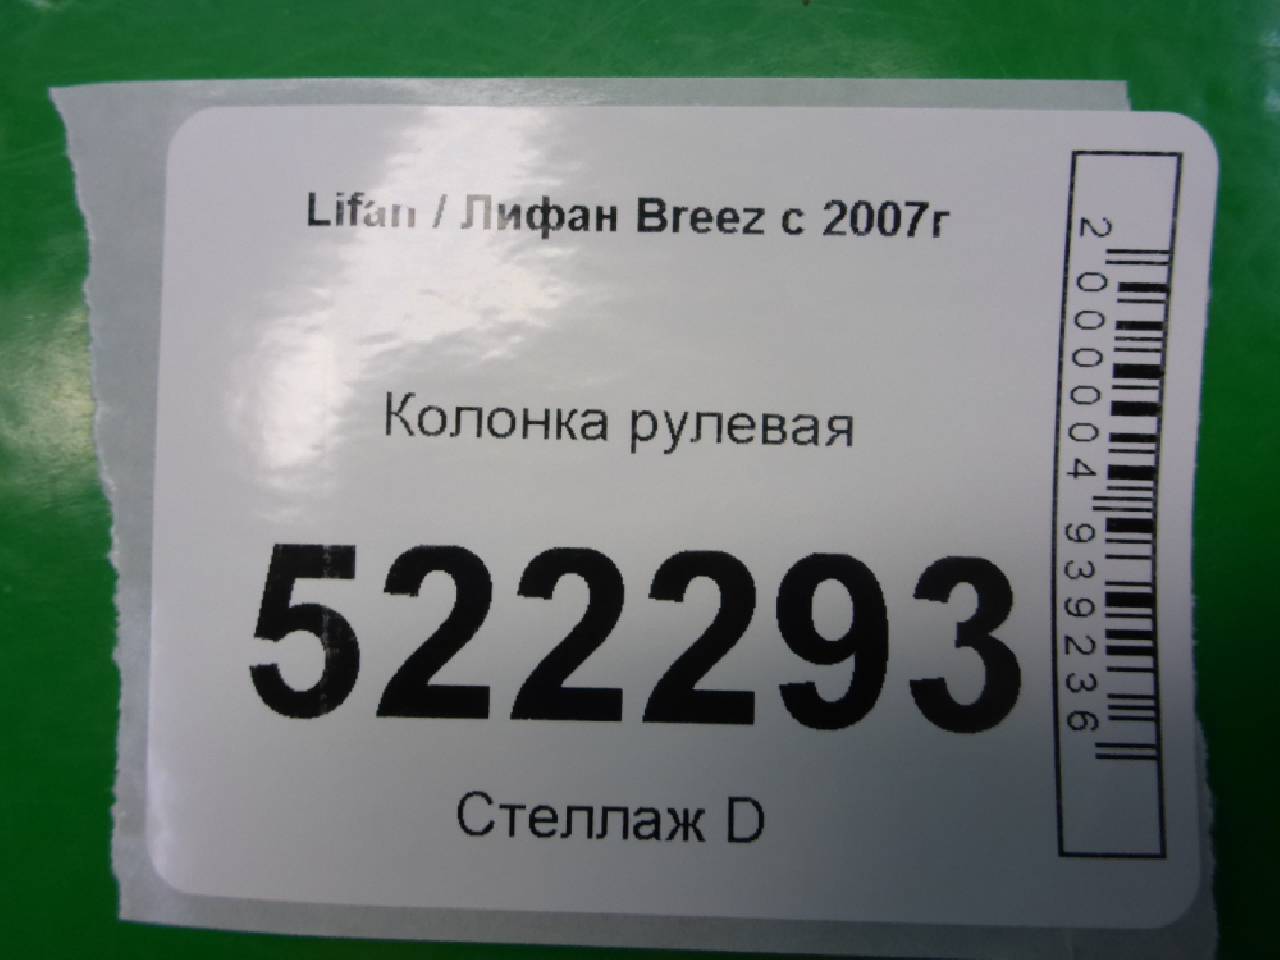 Lifan / Лифан Breez с 2007г
Колонка рулевая
522293
Стеллаж D
2000004939236